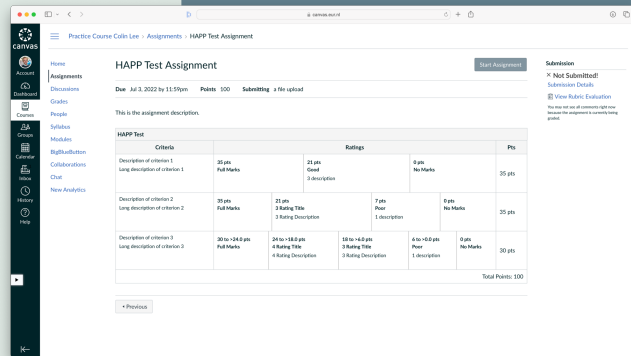 canvas.eur.nl
canvas
Account
Dashboard
Courses
Groups
Calendar
Inbox
History
Help
Practice Course Colin Lee › Assignments › HAPP Test Assignment
Home
Assignments
Discussions
Grades
People
Syllabus
Modules
BigBlueButton
Collaborations
Chat
New Analytics
HAPP Test Assignment
Start Assignment
Due Jul 3, 2022 by 11:59pm Points 100 Submitting a file upload
This is the assignment description.
HAPP Test
Criteria Ratings Pts
Description of criterion 1
Long description of criterion 1
35 pts
Full Marks
21 pts
Good
3 description
0 pts
No Marks
35 pts
Description of criterion 2
Long description of criterion 2
35 pts
Full Marks
21 pts
3 Rating Title
3 Rating Description
7 pts
Poor
1 description
0 pts
No Marks
35 pts
Description of criterion 3
Long description of criterion 3
30 to >24.0 pts
Full Marks
24 to >18.0 pts
4 Rating Title
4 Rating Description
18 to >6.0 pts
3 Rating Title
3 Rating Description
6 to >0.0 pts
Poor
1 description
0 pts
No Marks
30 pts
Total Points: 100
Previous
Submission
Not Submitted!
Submission Details
View Rubric Evaluation
You may not see all comments right now
because the assignment is currently being
graded.